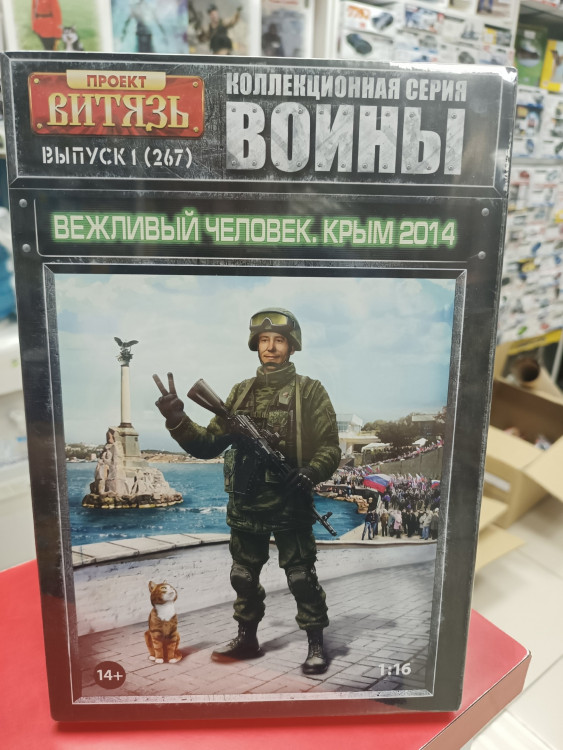 ПРОЕКТ
ВИТЯЗЬ
ВЫПУСК 1 (267)
КОЛЛЕКЦИОННАЯ СЕРИЯ
ВОИНЫ
ВЕЖЛИВЫЙ ЧЕЛОВЕК. КРЫМ 2014
14+
1:16